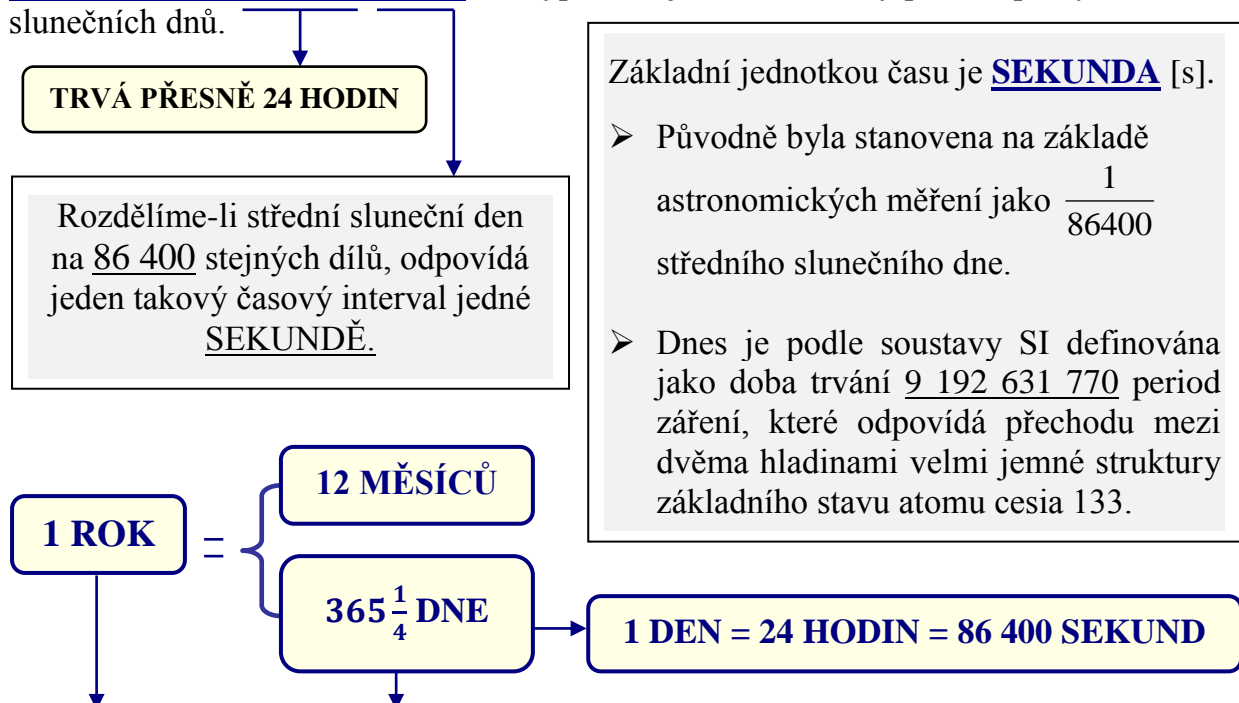 slunečních dnů.
TRVÁ PŘESNĚ 24 HODIN
Rozdělíme-li střední sluneční den
na 86 400 stejných dílů, odpovídá
jeden takový časový interval jedné
SEKUNDĚ.
Základní jednotkou času je SEKUNDA [s].
➢ Původně byla stanovena na základě
astronomických měření jako 1/86400
středního slunečního dne.
➢ Dnes je podle soustavy SI definována
jako doba trvání 9 192 631 770 period
záření, které odpovídá přechodu mezi
dvěma hladinami velmi jemné struktury
základního stavu atomu cesia 133.
1 ROK =
12 MĚSÍCŮ
365 1/4 DNE
1 DEN = 24 HODIN = 86 400 SEKUND